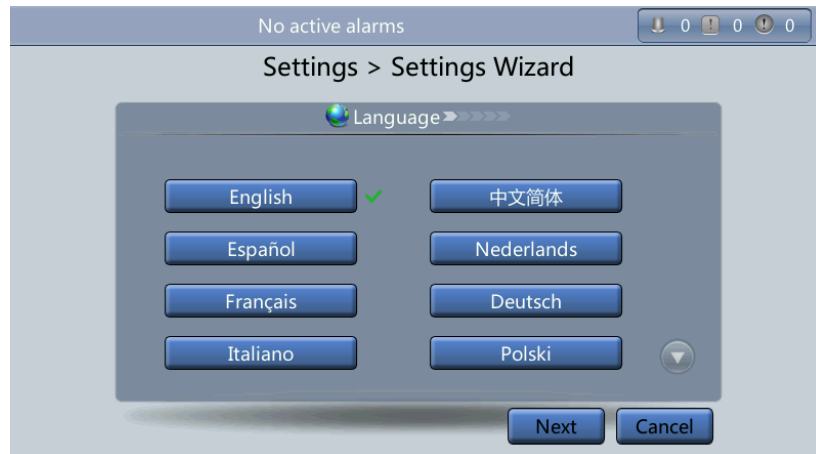 No active alarms 0 0 0
Settings > Settings Wizard
Language
English 中文简体
Español Nederlands
Français Deutsch
Italiano Polski
Next Cancel